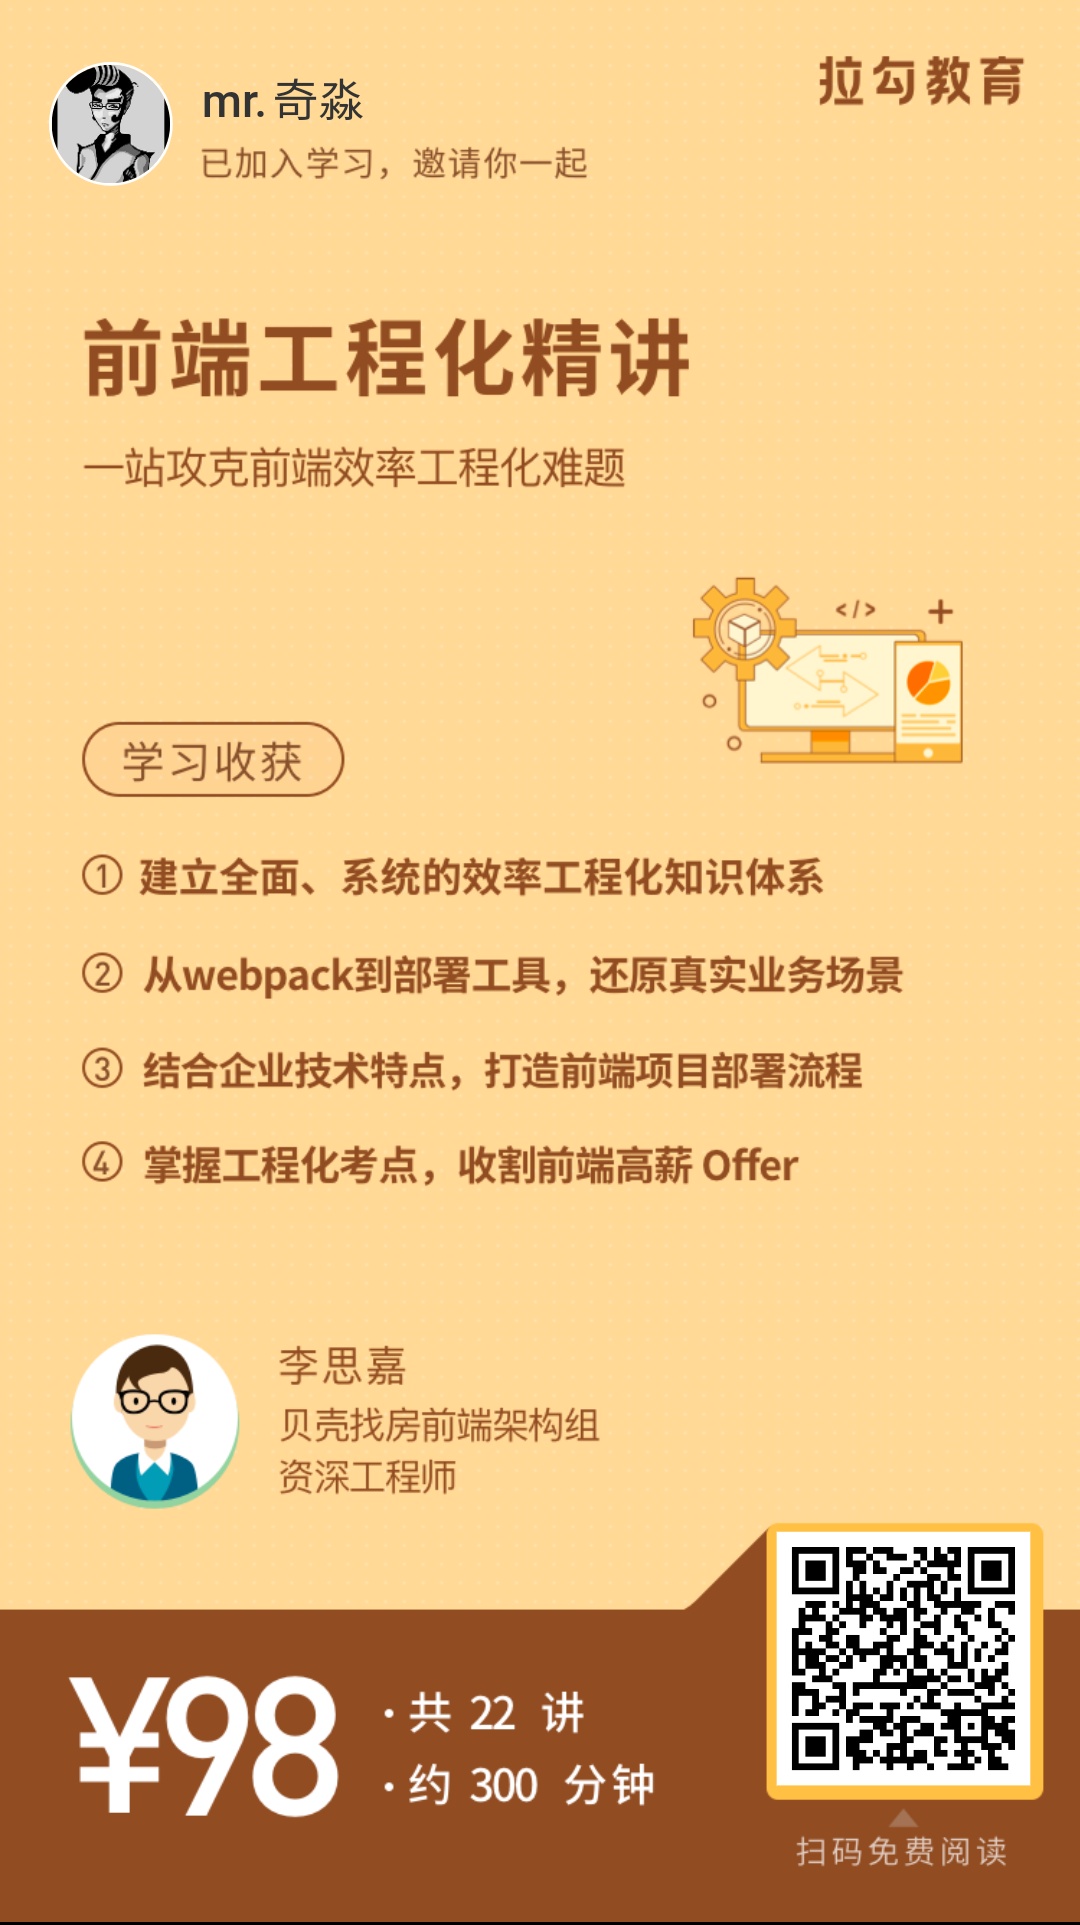 mr.奇淼
拉勾教育
已加入学习，邀请你一起
前端工程化精讲
一站攻克前端效率工程化难题
</>
学习收获
① 建立全面、系统的效率工程化知识体系
② 从webpack到部署工具，还原真实业务场景
③ 结合企业技术特点，打造前端项目部署流程
④ 掌握工程化考点，收割前端高薪 Offer
李思嘉
贝壳找房前端架构组
资深工程师
¥98
·共 22 讲
·约 300 分钟
扫码免费阅读